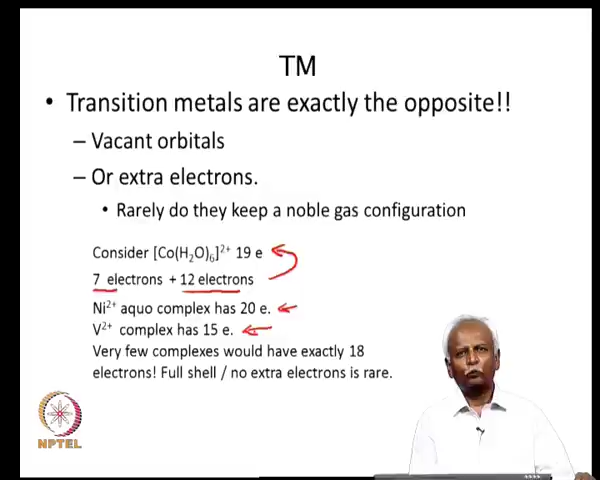 TM
• Transition metals are exactly the opposite!!
– Vacant orbitals
– Or extra electrons.
• Rarely do they keep a noble gas configuration
Consider [Co(H₂O)₆]²⁺ 19 e
7 electrons + 12 electrons
Ni²⁺ aquo complex has 20 e.
V²⁺ complex has 15 e.
Very few complexes would have exactly 18
electrons! Full shell / no extra electrons is rare.
NPTEL